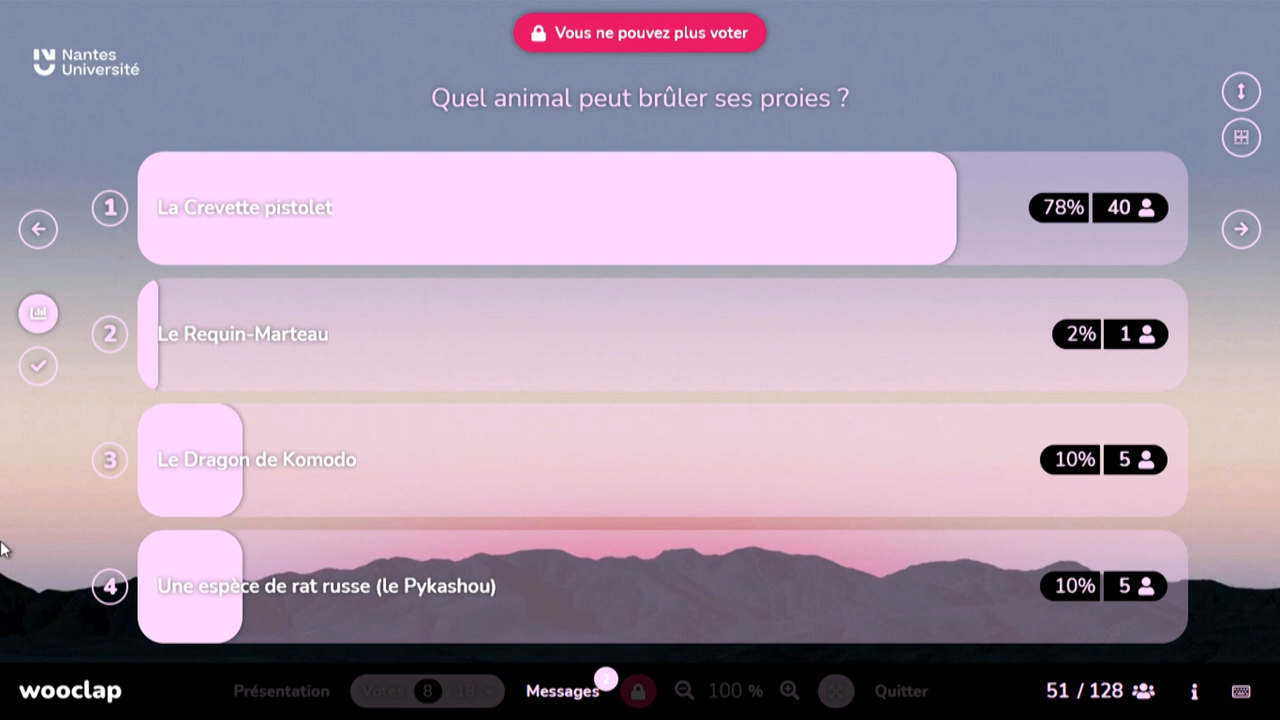 Vous ne pouvez plus voter
Nantes
Université
Quel animal peut brûler ses proies ?
1
La Crevette pistolet
78%
40
2
Le Requin-Marteau
2%
1
3
Le Dragon de Komodo
10%
5
4
Une espèce de rat russe (le Pykashou)
10%
5
wooclap
Présentation
Votes 8 / 18
Messages
2
100 %
Quitter
51 / 128